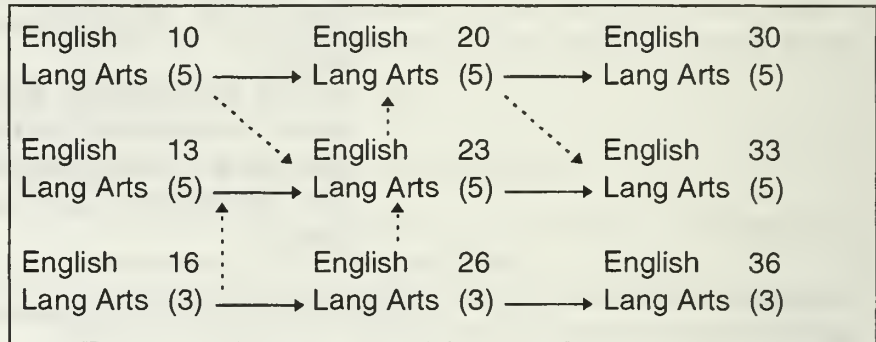 English 10 English 20 English 30
Lang Arts (5) Lang Arts (5) Lang Arts (5)
English 13 English 23 English 33
Lang Arts (5) Lang Arts (5) Lang Arts (5)
English 16 English 26 English 36
Lang Arts (3) Lang Arts (3) Lang Arts (3)